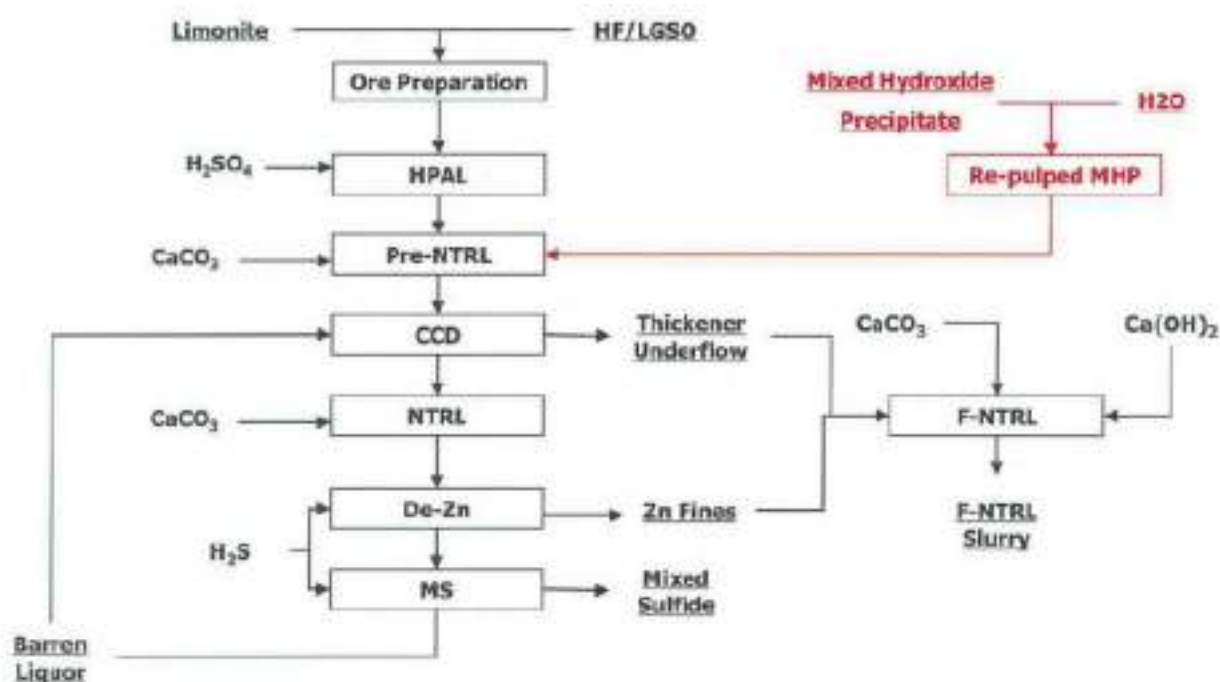 Limonite
HF/LGSO
Ore Preparation
Mixed Hydroxide
Precipitate
H2O
H₂SO₄
HPAL
Re-pulped MHP
CaCO₃
Pre-NTRL
CCD
Thickener
Underflow
CaCO₃
Ca(OH)₂
CaCO₃
NTRL
F-NTRL
De-Zn
Zn Fines
F-NTRL
Slurry
H₂S
MS
Mixed
Sulfide
Barren
Liquor